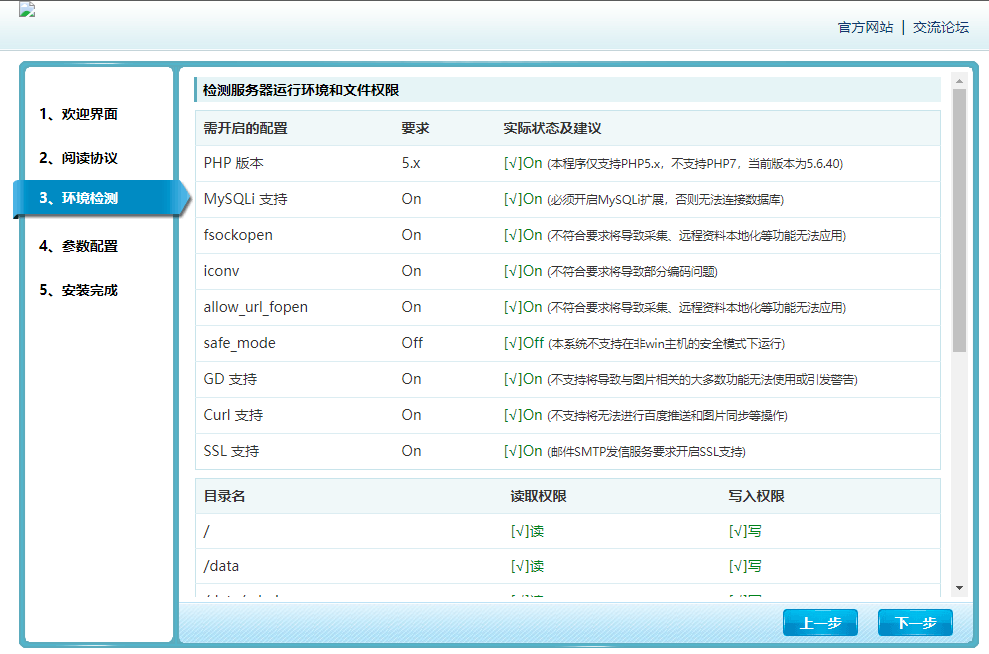 官方网站 | 交流论坛
1、欢迎界面
2、阅读协议
3、环境检测
4、参数配置
5、安装完成
检测服务器运行环境和文件权限
需开启的配置 要求 实际状态及建议
PHP 版本 5.x [√]On (本程序仅支持PHP5.x，不支持PHP7，当前版本为5.6.40)
MySQLi 支持 On [√]On (必须开启MySQLi扩展，否则无法连接数据库)
fsockopen On [√]On (不符合要求将导致采集、远程资料本地化等功能无法应用)
iconv On [√]On (不符合要求将导致部分编码问题)
allow_url_fopen On [√]On (不符合要求将导致采集、远程资料本地化等功能无法应用)
safe_mode Off [√]Off (本系统不支持在非win主机的安全模式下运行)
GD 支持 On [√]On (不支持将导致与图片相关的大多数功能无法使用或引发警告)
Curl 支持 On [√]On (不支持将无法进行百度推送和图片同步等操作)
SSL 支持 On [√]On (邮件SMTP发信服务要求开启SSL支持)
目录名 读取权限 写入权限
/ [√]读 [√]写
/data [√]读 [√]写
上一步 下一步